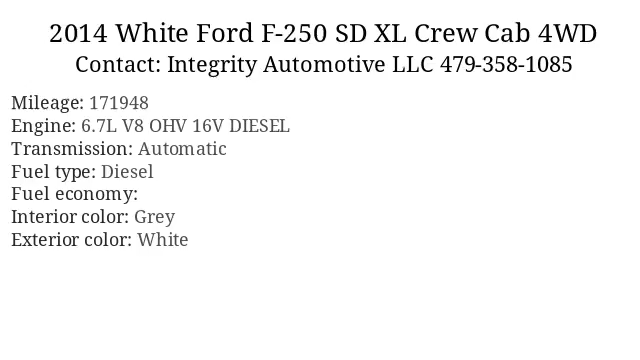 2014 White Ford F-250 SD XL Crew Cab 4WD
Contact: Integrity Automotive LLC 479-358-1085
Mileage: 171948
Engine: 6.7L V8 OHV 16V DIESEL
Transmission: Automatic
Fuel type: Diesel
Fuel economy:
Interior color: Grey
Exterior color: White